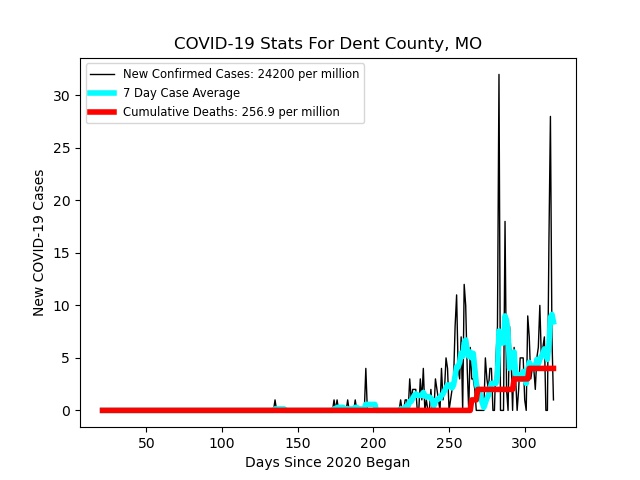 COVID-19 Stats For Dent County, MO
New Confirmed Cases: 24200 per million
7 Day Case Average
Cumulative Deaths: 256.9 per million
New COVID-19 Cases
30
25
20
15
10
5
0
50 100 150 200 250 300
Days Since 2020 Began